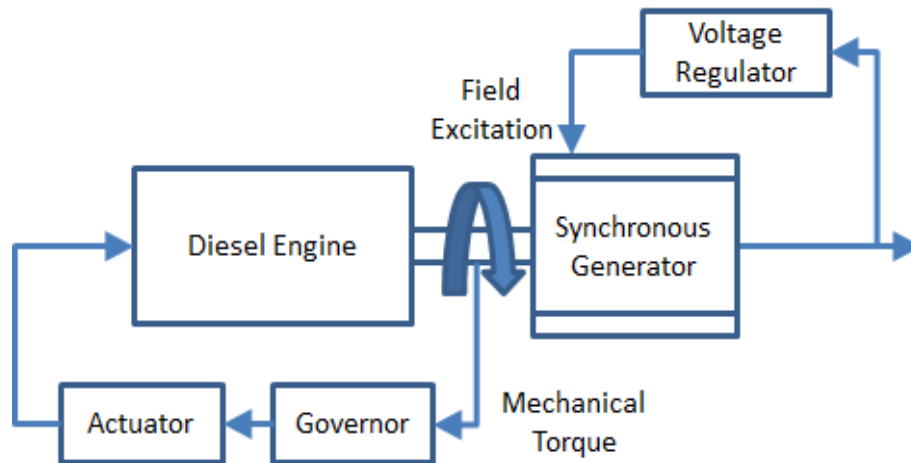 Voltage
Regulator
Field
Excitation
Diesel Engine
Synchronous
Generator
Actuator
Governor
Mechanical
Torque